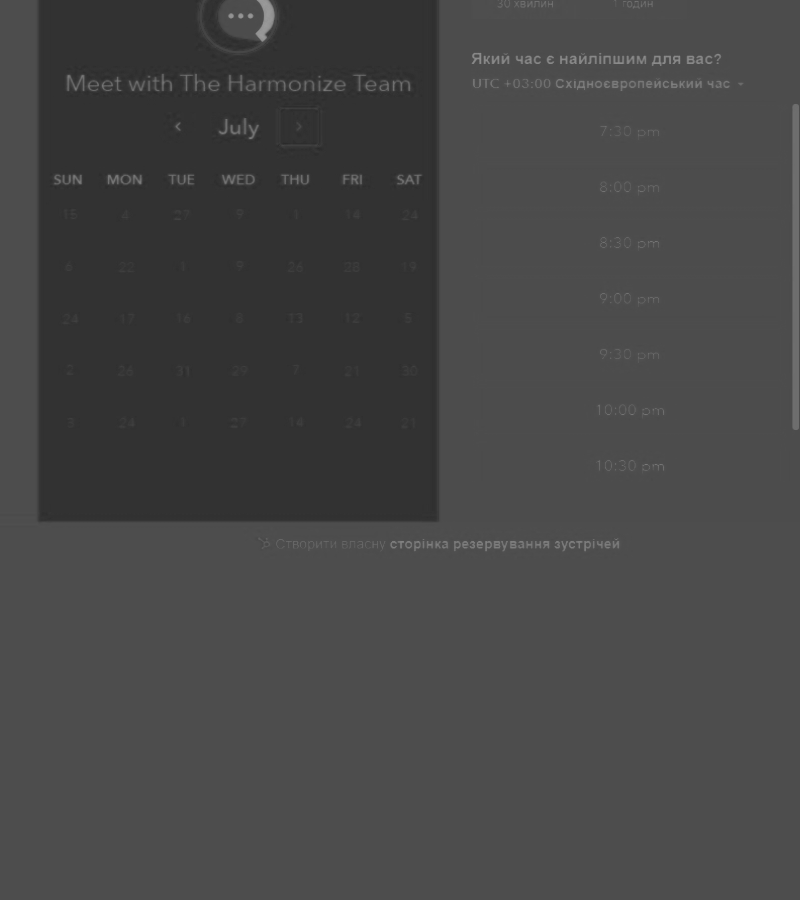 30 хвилин
1 годин
Meet with The Harmonize Team
July
SUN MON TUE WED THU FRI SAT
15 4 27 9 1 14 24
6 22 1 9 26 28 19
24 17 16 8 13 12 5
2 26 31 29 7 21 30
3 24 1 27 14 24 21
Який час є найліпшим для вас?
UTC +03:00 Східноєвропейський час
7:30 pm
8:00 pm
8:30 pm
9:00 pm
9:30 pm
10:00 pm
10:30 pm
Створити власну сторінка резервування зустрічей